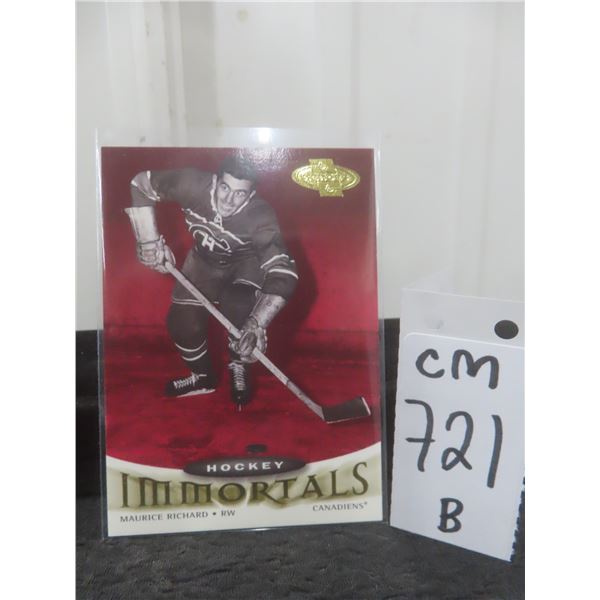 HOCKEY
IMMORTALS
MAURICE RICHARD • RW CANADIENS
CM
721
B